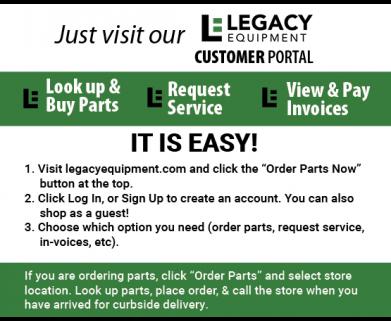 Just visit our LE LEGACY
EQUIPMENT
CUSTOMER PORTAL
LE Look up &
Buy Parts
LE Request
Service
LE View & Pay
Invoices
IT IS EASY!
1. Visit legacyequipment.com and click the “Order Parts Now”
button at the top.
2. Click Log In, or Sign Up to create an account. You can also
shop as a guest!
3. Choose which option you need (order parts, request service,
in-voices, etc).
If you are ordering parts, click “Order Parts” and select store
location. Look up parts, place order, & call the store when you
have arrived for curbside delivery.